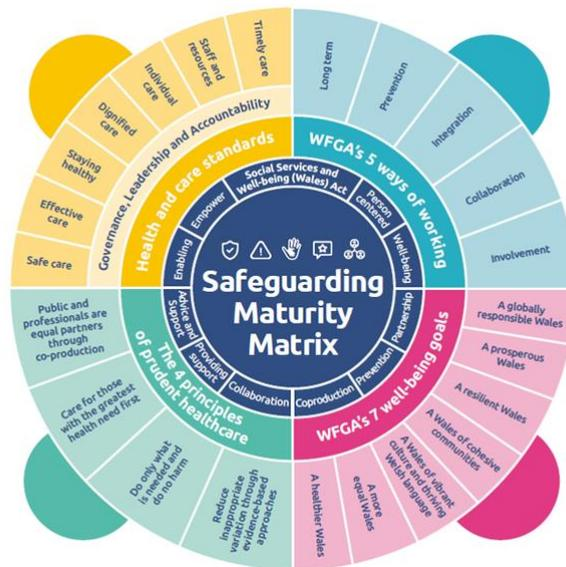 Safeguarding
Maturity
Matrix
Social Services and
Well-being (Wales) Act
Person
centered
Well-being
Partnership
Prevention
Coproduction
Collaboration
Providing
support
Advice and
Support
Enabling
Empower
Health and care standards
Governance, Leadership and Accountability
Safe care
Effective
care
Staying
healthy
Dignified
care
Individual
care
Staff and
resources
Timely care
WFGA's 5 ways of working
Long term
Prevention
Integration
Collaboration
Involvement
WFGA's 7 well-being goals
A globally
responsible Wales
A prosperous
Wales
A resilient Wales
A Wales of cohesive
communities
A Wales of vibrant
culture and thriving
Welsh language
A more
equal Wales
A healthier Wales
The 4 principles
of prudent healthcare
Reduce
inappropriate
variation through
evidence-based
approaches
Do only what
is needed and
do no harm
Care for those
with the greatest
health need first
Public and
professionals are
equal partners
through
co-production